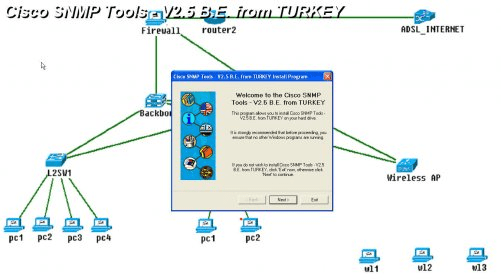 Cisco SNMP Tools - V2.5 B.E. from TURKEY
Firewall
router2
ADSL_INTERNET
Cisco SNMP Tools - V2.5 B.E. from TURKEY Install Program
Backbon
Welcome to the Cisco SNMP
Tools - V2.5 B.E. from TURKEY
This program allows you to install Cisco SNMP Tools -
V2.5 B.E. from TURKEY on your hard drive.
It is strongly recommended that before proceeding, you
ensure that no other Windows programs are running.
If you do not wish to install Cisco SNMP Tools - V2.5
B.E. from TURKEY, click 'Exit' now, otherwise click
'Next' to continue.
L2SW1
Wireless AP
Next >
Exit
pc1
pc2
pc3
pc4
pc1
pc2
wl1
wl2
wl3